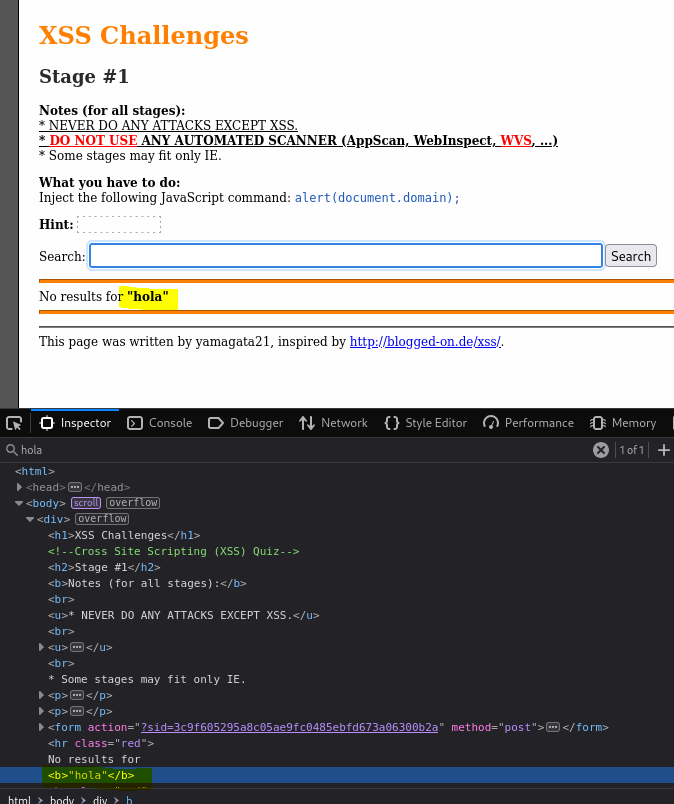 XSS Challenges
Stage #1
Notes (for all stages):
* NEVER DO ANY ATTACKS EXCEPT XSS.
* DO NOT USE ANY AUTOMATED SCANNER (AppScan, WebInspect, WVS, ...)
* Some stages may fit only IE.
What you have to do:
Inject the following JavaScript command: alert(document.domain);
Hint:
Search: Search
No results for "hola"
This page was written by yamagata21, inspired by http://blogged-on.de/xss/.
Inspector Console Debugger Network Style Editor Performance Memory
hola 1 of 1 +
<html>
<head>...</head>
<body> scroll overflow
<div> overflow
<h1>XSS Challenges</h1>
<!--Cross Site Scripting (XSS) Quiz-->
<h2>Stage #1</h2>
<b>Notes (for all stages):</b>
<br>
<u>* NEVER DO ANY ATTACKS EXCEPT XSS.</u>
<br>
<u>...</u>
<br>
* Some stages may fit only IE.
<p>...</p>
<p>...</p>
<form action="?sid=3c9f605295a8c05ae9fc0485ebfd673a06300b2a" method="post">...</form>
<hr class="red">
No results for
<b>"hola"</b>
html > body > div > b